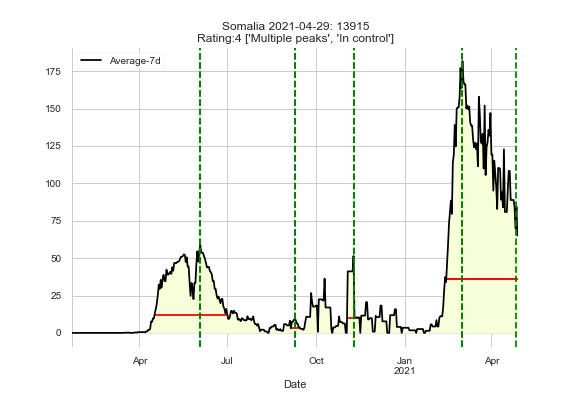 Somalia 2021-04-29: 13915
Rating:4 ['Multiple peaks', 'In control']
Average-7d
175
150
125
100
75
50
25
0
Apr
Jul
Oct
Jan
2021
Apr
Date